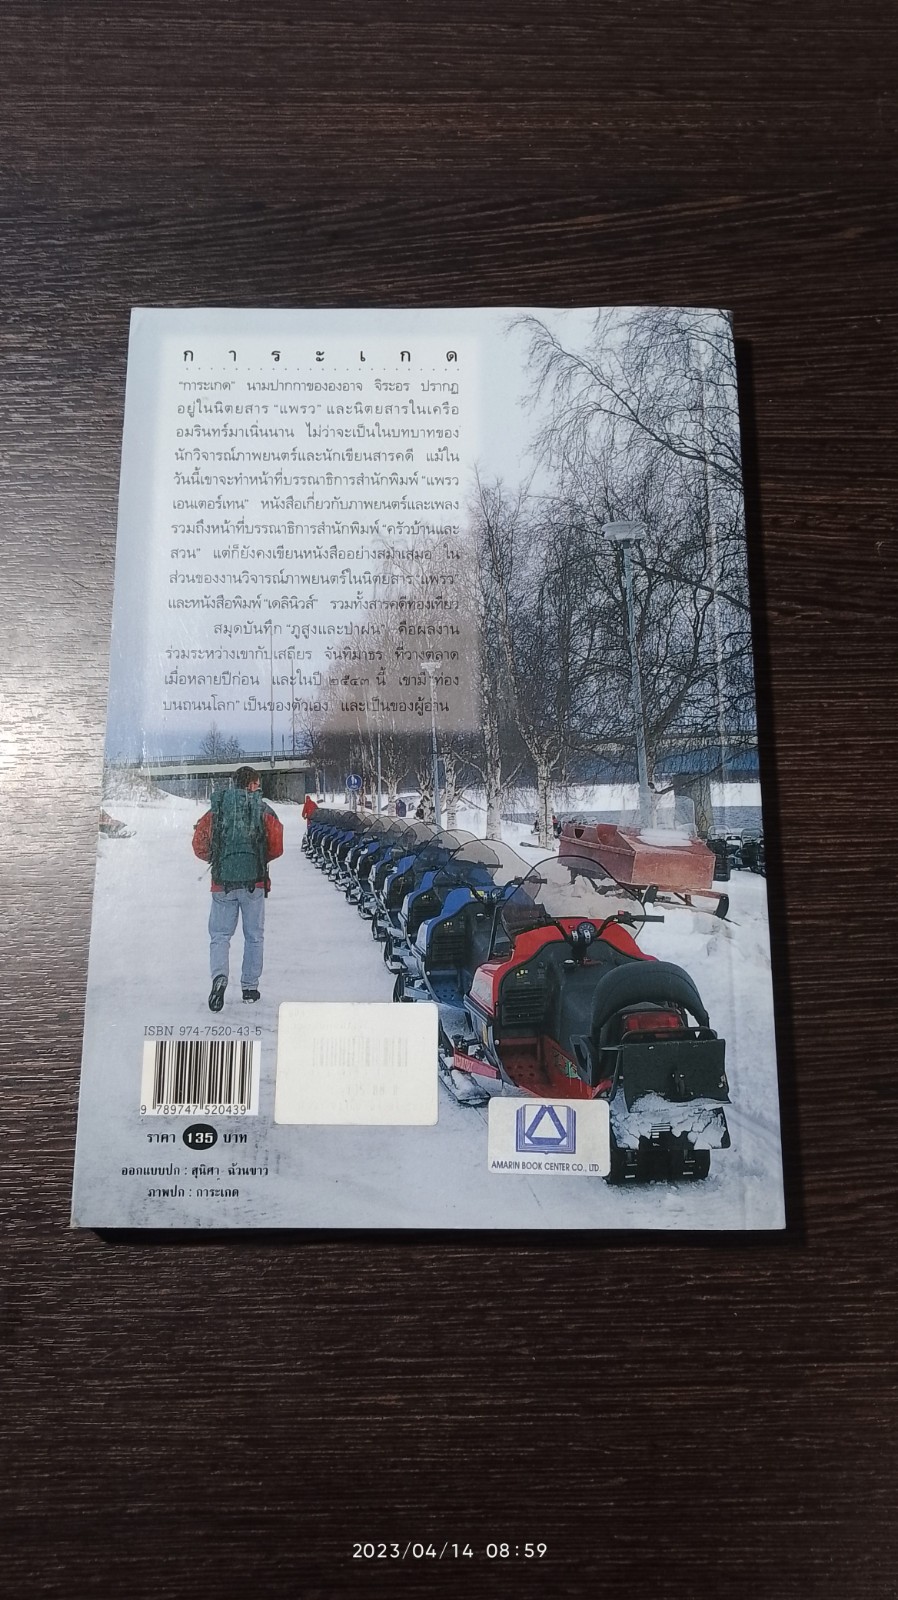 ก า ร ะ เ ก ด
"การะเกด" นามปากกาขององอาจ จิระอร ปรากฏ
อยู่ในนิตยสาร "แพรว" และนิตยสารในเครือ
อมรินทร์มาเนิ่นนาน ไม่ว่าจะเป็นในบทบาทของ
นักวิจารณ์ภาพยนตร์และนักเขียนสารคดี แม้ใน
วันนี้เขาจะทำหน้าที่บรรณาธิการสำนักพิมพ์ "แพรว
เอนเตอร์เทน" หนังสือเกี่ยวกับภาพยนตร์และเพลง
รวมถึงหน้าที่บรรณาธิการสำนักพิมพ์ "ครัวบ้านและ
สวน" แต่ก็ยังคงเขียนหนังสืออย่างสม่ำเสมอ ใน
ส่วนของงานวิจารณ์ภาพยนตร์ในนิตยสาร "แพรว"
และหนังสือพิมพ์ "เดลินิวส์" รวมทั้งสารคดีท่องเที่ยว
สมุดบันทึก "ภูสูงและป่าฝน" คือผลงาน
ร่วมระหว่างเขากับเสถียร จันทิมาธร ที่วางตลาด
เมื่อหลายปีก่อน และในปี ๒๕๔๓ นี้ เขามี "ท่อง
บนถนนโลก" เป็นของตัวเอง และเป็นของผู้อ่าน
ISBN 974-7520-43-5
9 789747 520439
ราคา 135 บาท
ออกแบบปก : สุนิศา ฉ้วนขาว
ภาพปก : การะเกด
AMARIN BOOK CENTER CO., LTD.
2023/04/14 08:59